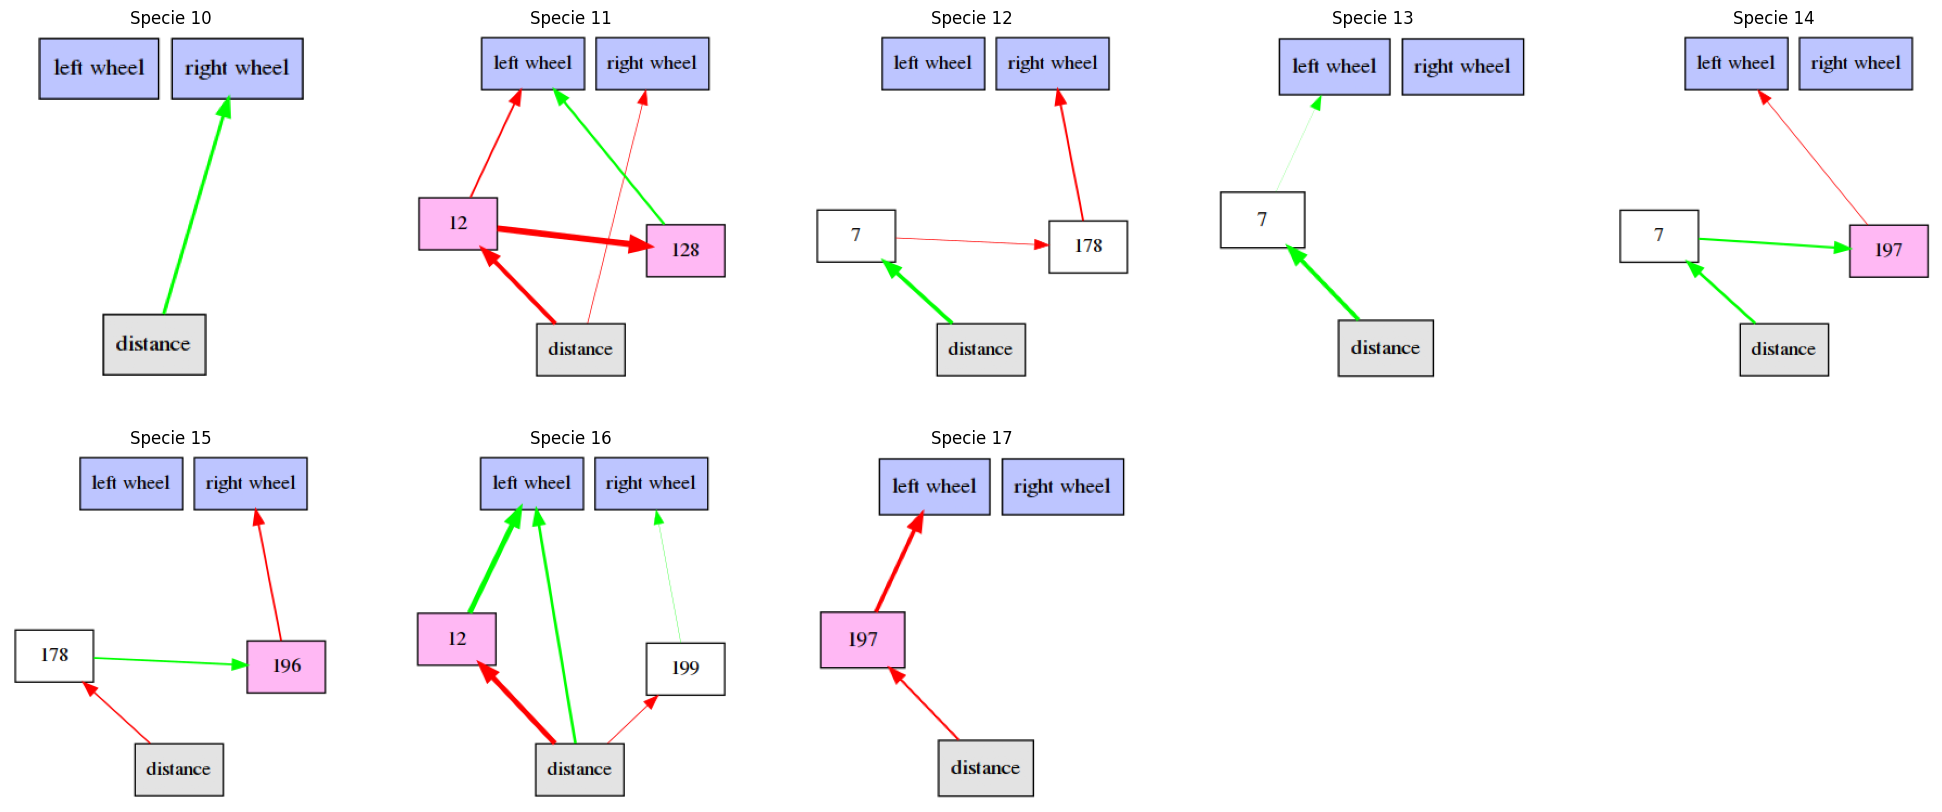 Specie 10
left wheel
right wheel
distance
Specie 11
left wheel
right wheel
12
128
distance
Specie 12
left wheel
right wheel
7
178
distance
Specie 13
left wheel
right wheel
7
distance
Specie 14
left wheel
right wheel
7
197
distance
Specie 15
left wheel
right wheel
178
196
distance
Specie 16
left wheel
right wheel
12
199
distance
Specie 17
left wheel
right wheel
197
distance